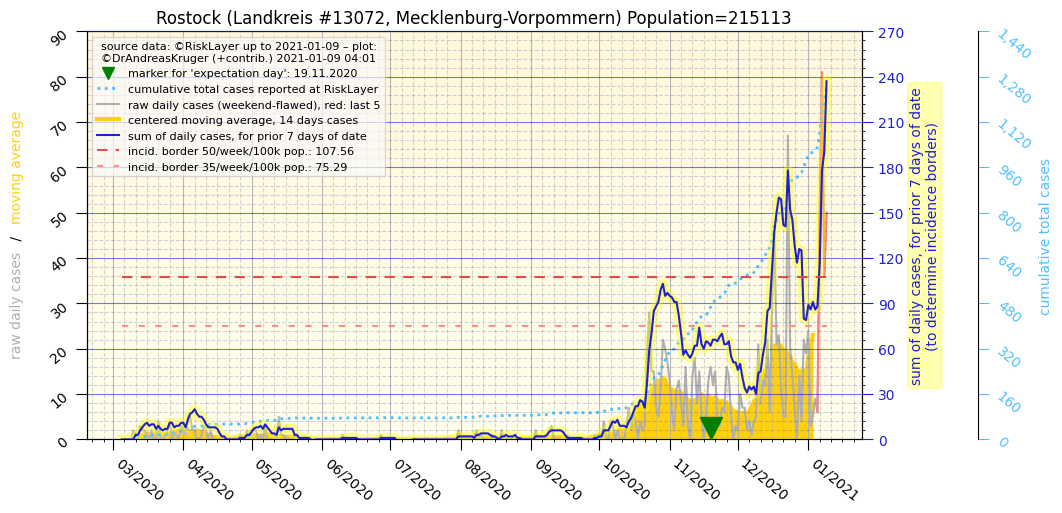 Rostock (Landkreis #13072, Mecklenburg-Vorpommern) Population=215113
source data: ©RiskLayer up to 2021-01-09 – plot:
©DrAndreasKruger (+contrib.) 2021-01-09 04:01
marker for 'expectation day': 19.11.2020
cumulative total cases reported at RiskLayer
raw daily cases (weekend-flawed), red: last 5
centered moving average, 14 days cases
sum of daily cases, for prior 7 days of date
incid. border 50/week/100k pop.: 107.56
incid. border 35/week/100k pop.: 75.29
raw daily cases / moving average
90
80
70
60
50
40
30
20
10
0
03/2020
04/2020
05/2020
06/2020
07/2020
08/2020
09/2020
10/2020
11/2020
12/2020
01/2021
270
240
210
180
150
120
90
60
30
0
sum of daily cases, for prior 7 days of date
(to determine incidence borders)
1,440
1,280
1,120
960
800
640
480
320
160
0
cumulative total cases